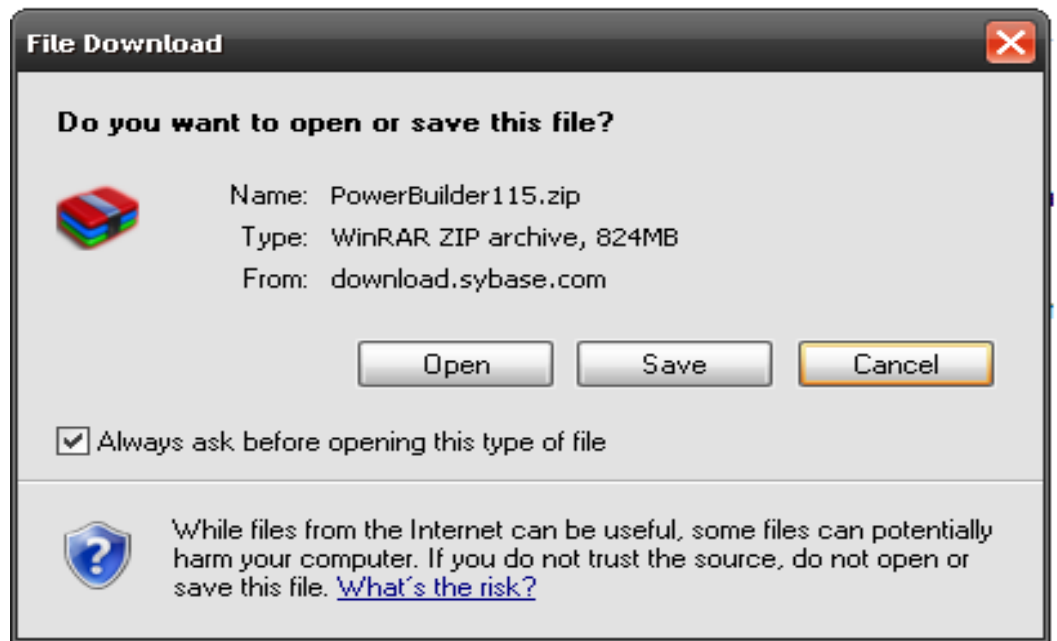 File Download
Do you want to open or save this file?
Name: PowerBuilder115.zip
Type: WinRAR ZIP archive, 824MB
From: download.sybase.com
Open Save Cancel
Always ask before opening this type of file
While files from the Internet can be useful, some files can potentially
harm your computer. If you do not trust the source, do not open or
save this file. What´s the risk?